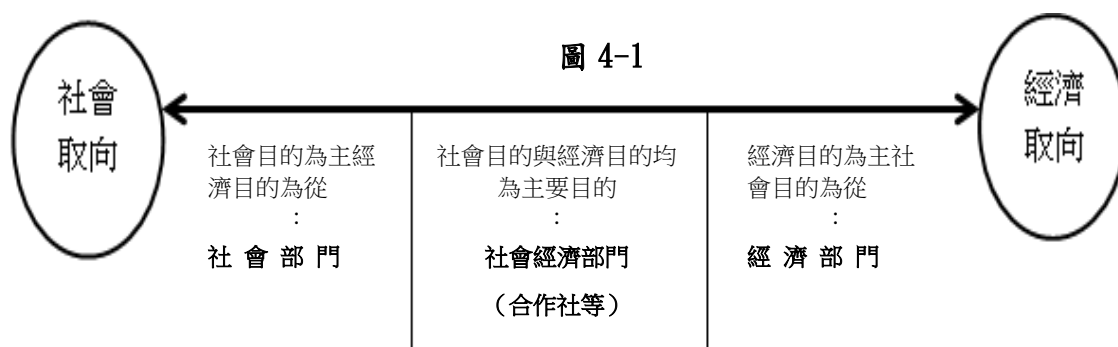 圖 4-1
社會
取向
經濟
取向
社會目的為主經
濟目的為從
:
社 會 部 門
社會目的與經濟目的均
為主要目的
:
社會經濟部門
（合作社等）
經濟目的為主社
會目的為從
:
經 濟 部 門